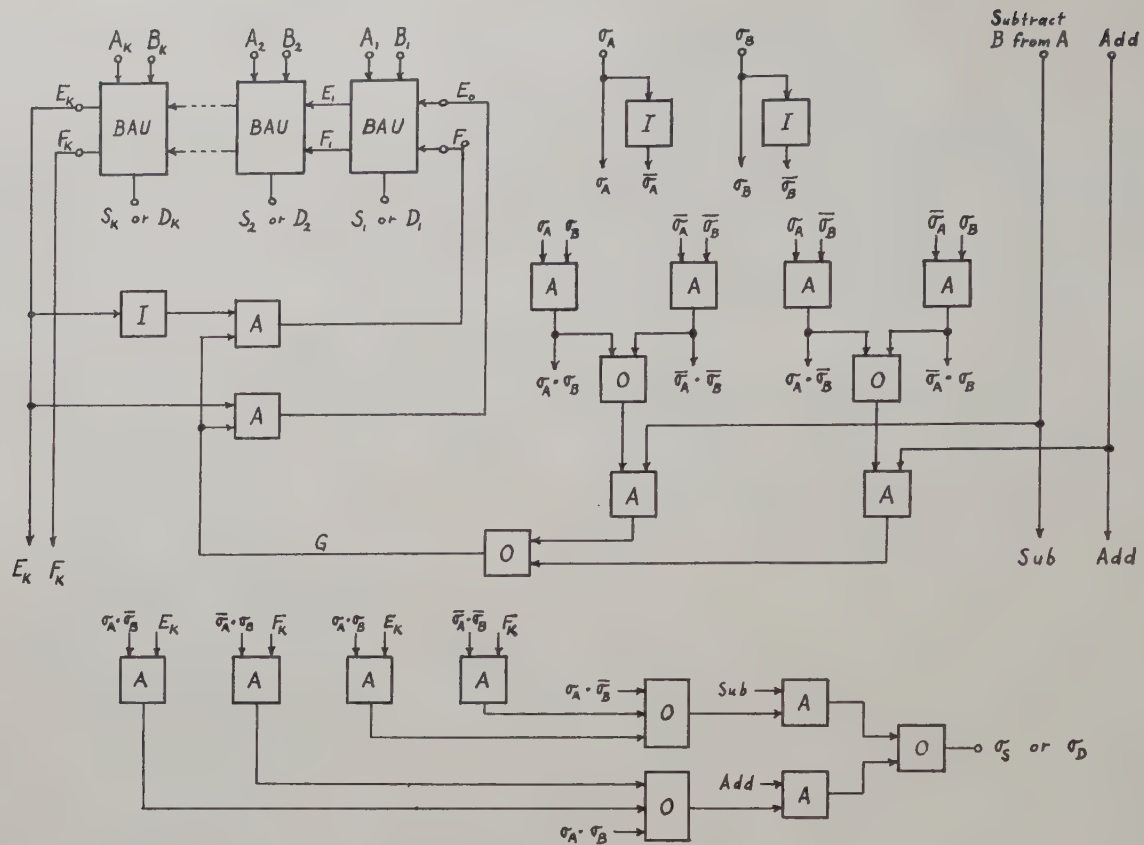 Subtract
B from A Add
A_K B_K A_2 B_2 A_1 B_1 σ_A σ_B
E_K E_1 E_0
BAU BAU BAU I I
F_K F_1 F_0
σ_A σ̅_A σ_B σ̅_B
S_K or D_K S_2 or D_2 S_1 or D_1
σ_A σ_B σ̅_A σ̅_B σ_A σ̅_B σ̅_A σ_B
A A A A
I A
σ_A · σ_B O σ̅_A · σ̅_B σ_A · σ̅_B O σ̅_A · σ_B
A
A A
G O
E_K F_K Sub Add
σ_A · σ̅_B E_K σ̅_A · σ_B F_K σ_A · σ_B E_K σ̅_A · σ̅_B F_K
A A A A
σ_A · σ̅_B O Sub A
O σ_S or σ_D
Add A
O
σ_A · σ_B